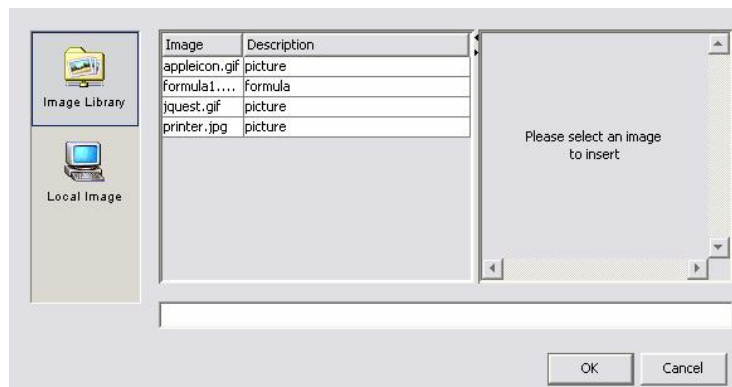 Image Library
Local Image
Image Description
appleicon.gif picture
formula1.... formula
jquest.gif picture
printer.jpg picture
Please select an image
to insert
OK Cancel